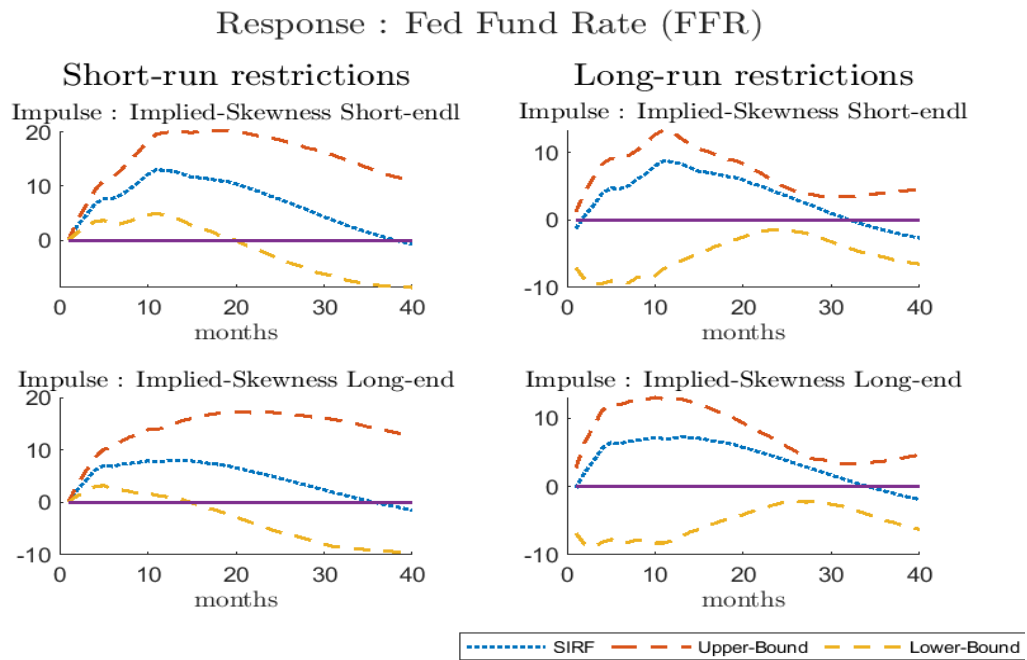 Response : Fed Fund Rate (FFR)
Short-run restrictions
Long-run restrictions
Impulse : Implied-Skewness Short-endl
20
10
0
0 10 20 30 40
months
Impulse : Implied-Skewness Short-endl
10
0
-10
0 10 20 30 40
months
Impulse : Implied-Skewness Long-end
20
10
0
-10
0 10 20 30 40
months
Impulse : Implied-Skewness Long-end
10
0
-10
0 10 20 30 40
months
SIRF Upper-Bound Lower-Bound